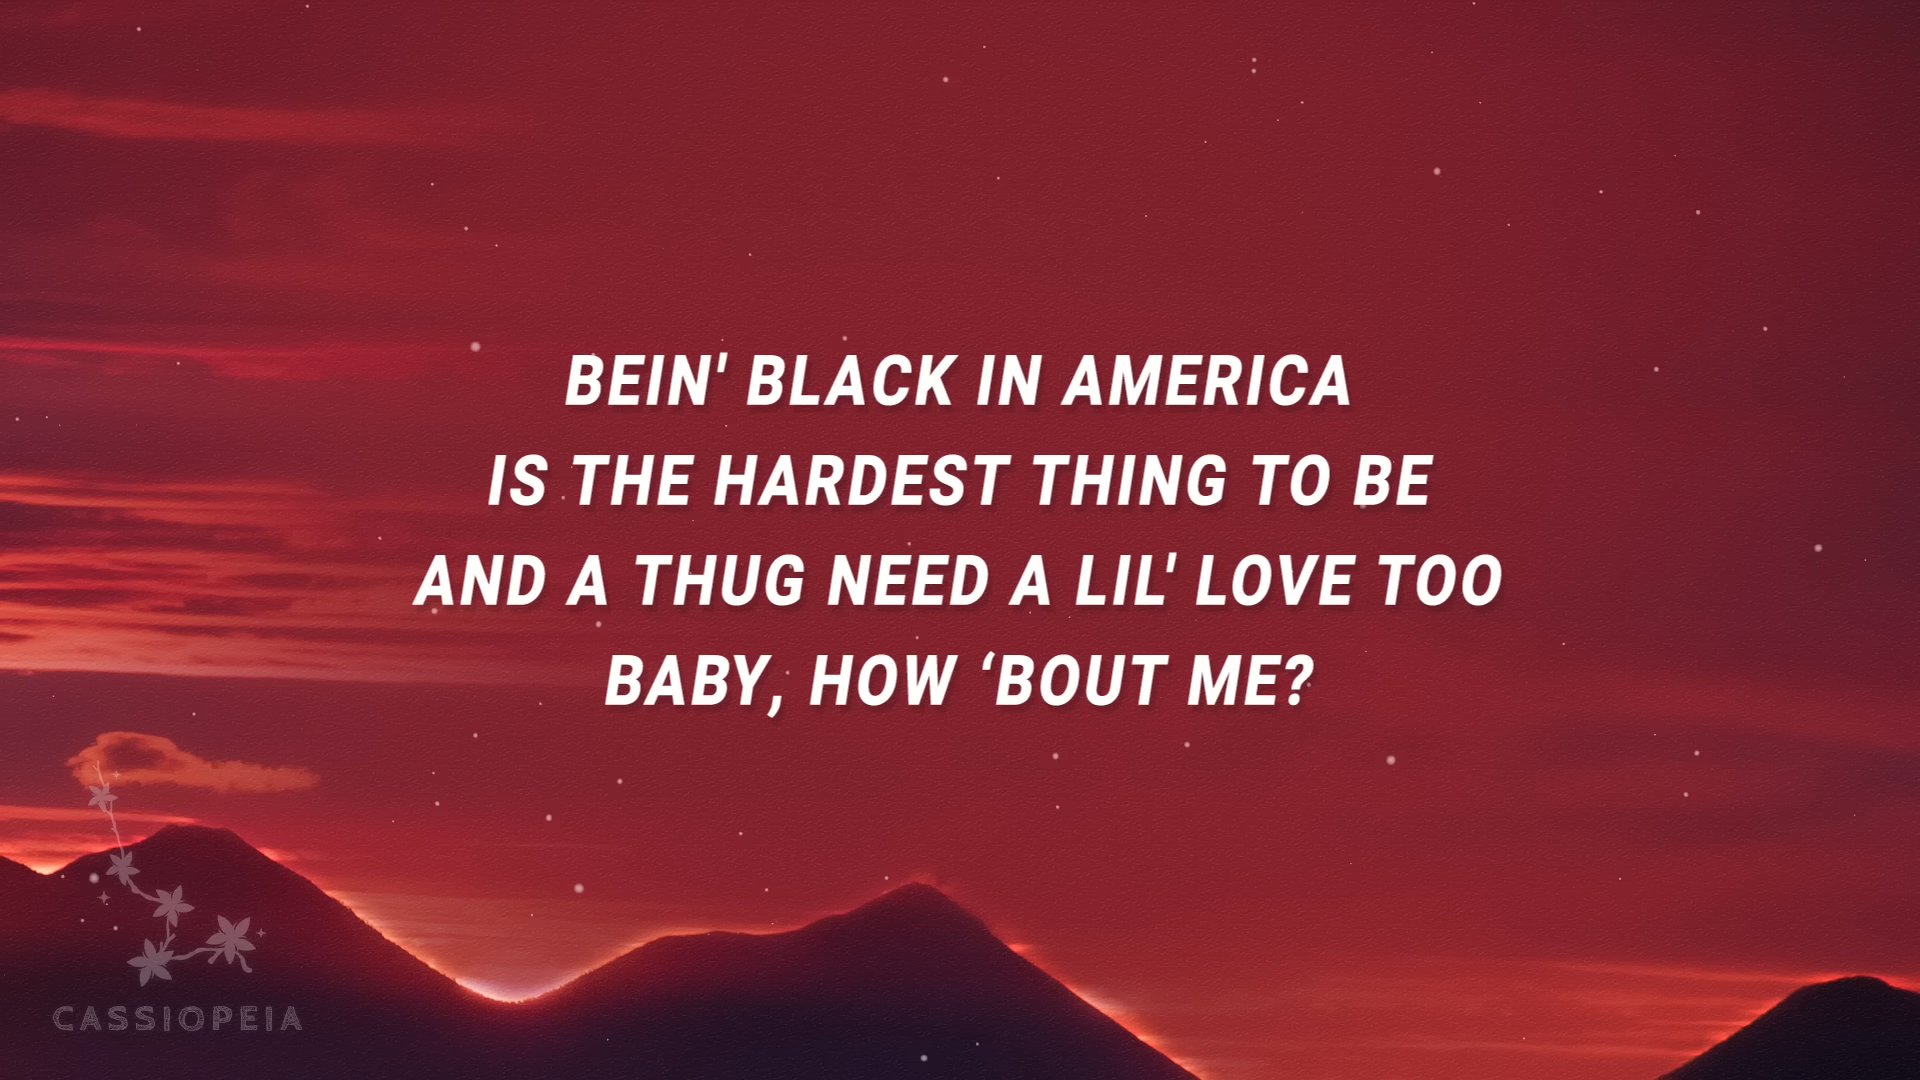 BEIN' BLACK IN AMERICA
IS THE HARDEST THING TO BE
AND A THUG NEED A LIL' LOVE TOO
BABY, HOW ‘BOUT ME?
CASSIOPEIA